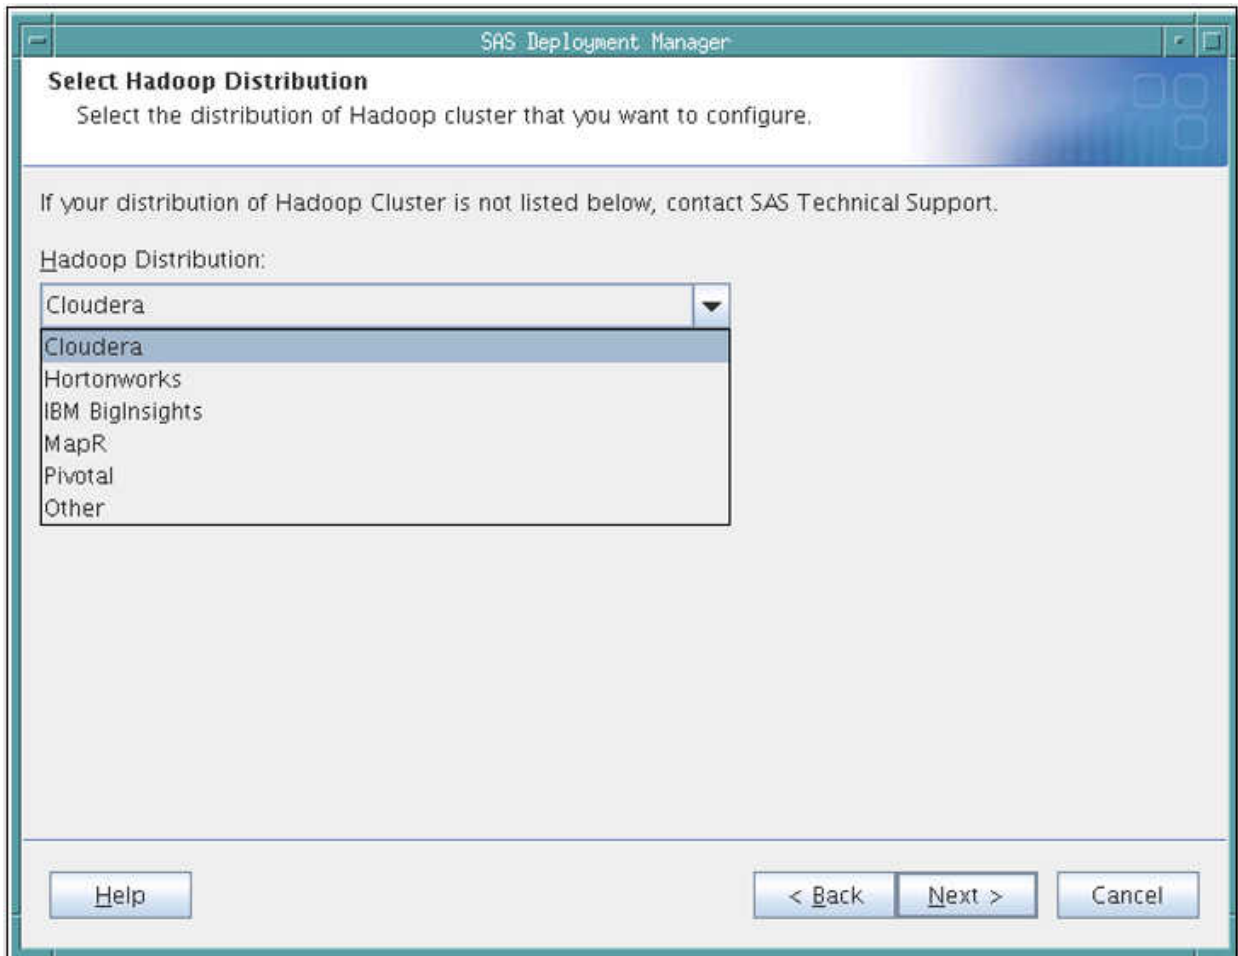 SAS Deployment Manager
Select Hadoop Distribution
Select the distribution of Hadoop cluster that you want to configure.
If your distribution of Hadoop Cluster is not listed below, contact SAS Technical Support.
Hadoop Distribution:
Cloudera
Cloudera
Hortonworks
IBM BigInsights
MapR
Pivotal
Other
Help
< Back
Next >
Cancel